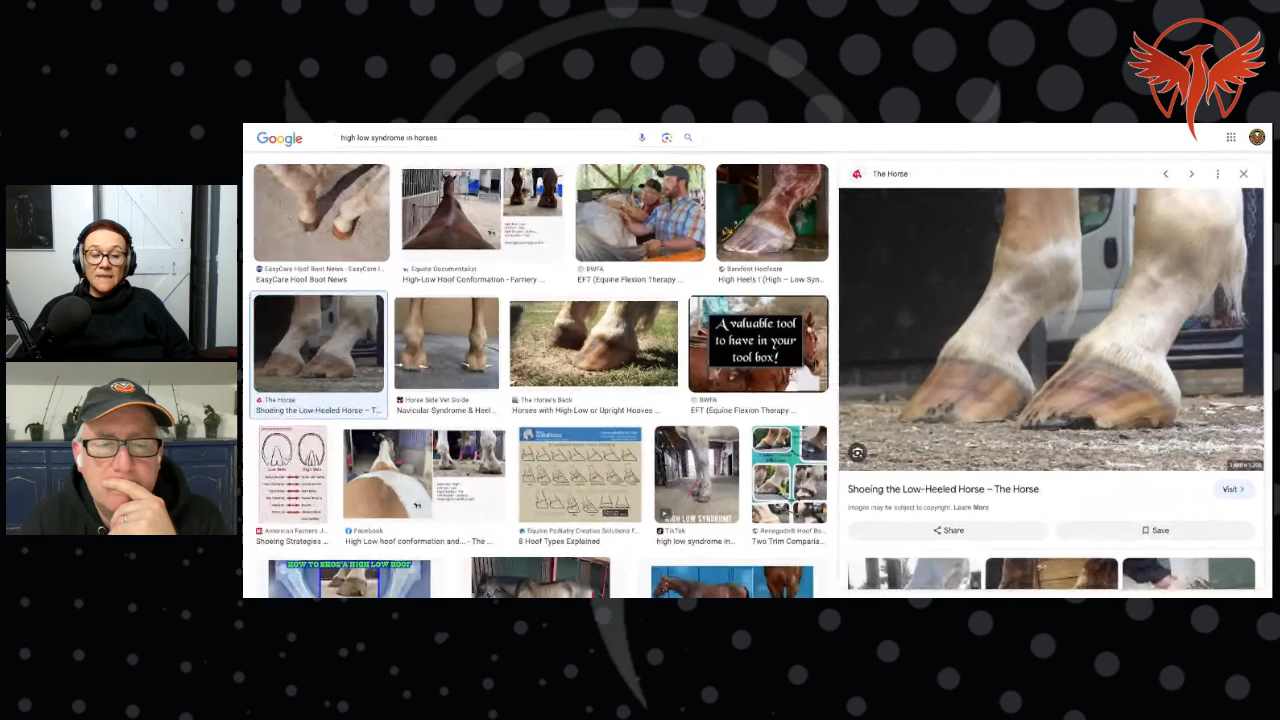 Google
high low syndrome in horses
The Horse
EasyCare Hoof Boot News - EasyCare I...
EasyCare Hoof Boot News
Equine Documentalist
High-Low Hoof Conformation - Farriery ...
BWFA
EFT (Equine Flexion Therapy ...
Barefoot Hoofcare
High Heels ! (High – Low Syn...
A valuable tool
to have in your
tool box!
The Horse
Shoeing the Low-Heeled Horse – T...
Horse Side Vet Guide
Navicular Syndrome & Heel ..
The Horse's Back
Horses with High-Low or Upright Hooves ...
BWFA
EFT (Equine Flexion Therapy ...
Shoeing the Low-Heeled Horse – The Horse
Visit
Images may be subject to copyright. Learn More
Share
Save
HIGH LOW SYNDROME
American Farriers J...
Shoeing Strategies ...
Facebook
High Low hoof conformation and... - The ...
Equine Podiatry Creative Solutions f...
8 Hoof Types Explained
TikTok
high low syndrome in...
Renegade® Hoof Bo...
Two Trim Comparis...
HOW TO SHOE A HIGH LOW HOOF